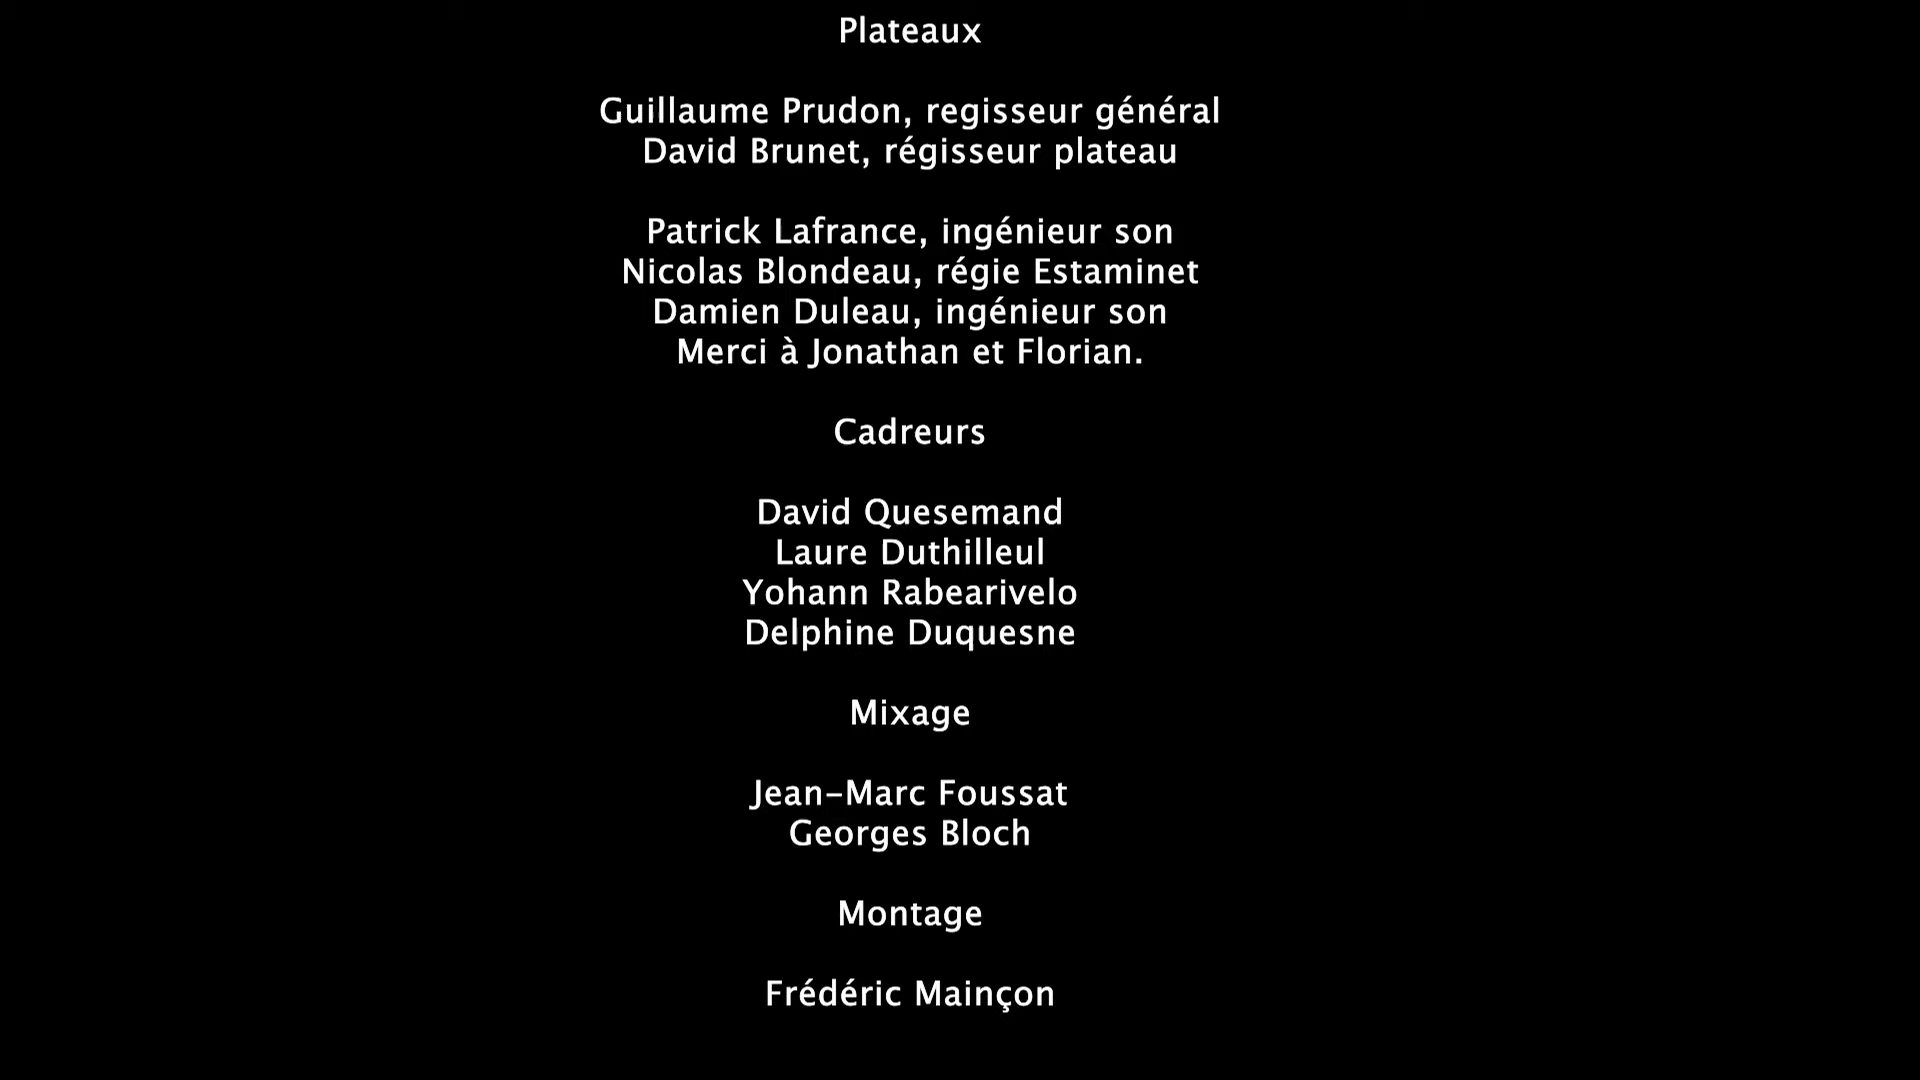 Plateaux
Guillaume Prudon, regisseur général
David Brunet, régisseur plateau
Patrick Lafrance, ingénieur son
Nicolas Blondeau, régie Estaminet
Damien Duleau, ingénieur son
Merci à Jonathan et Florian.
Cadreurs
David Quesemand
Laure Duthilleul
Yohann Rabearivelo
Delphine Duquesne
Mixage
Jean-Marc Foussat
Georges Bloch
Montage
Frédéric Mainçon